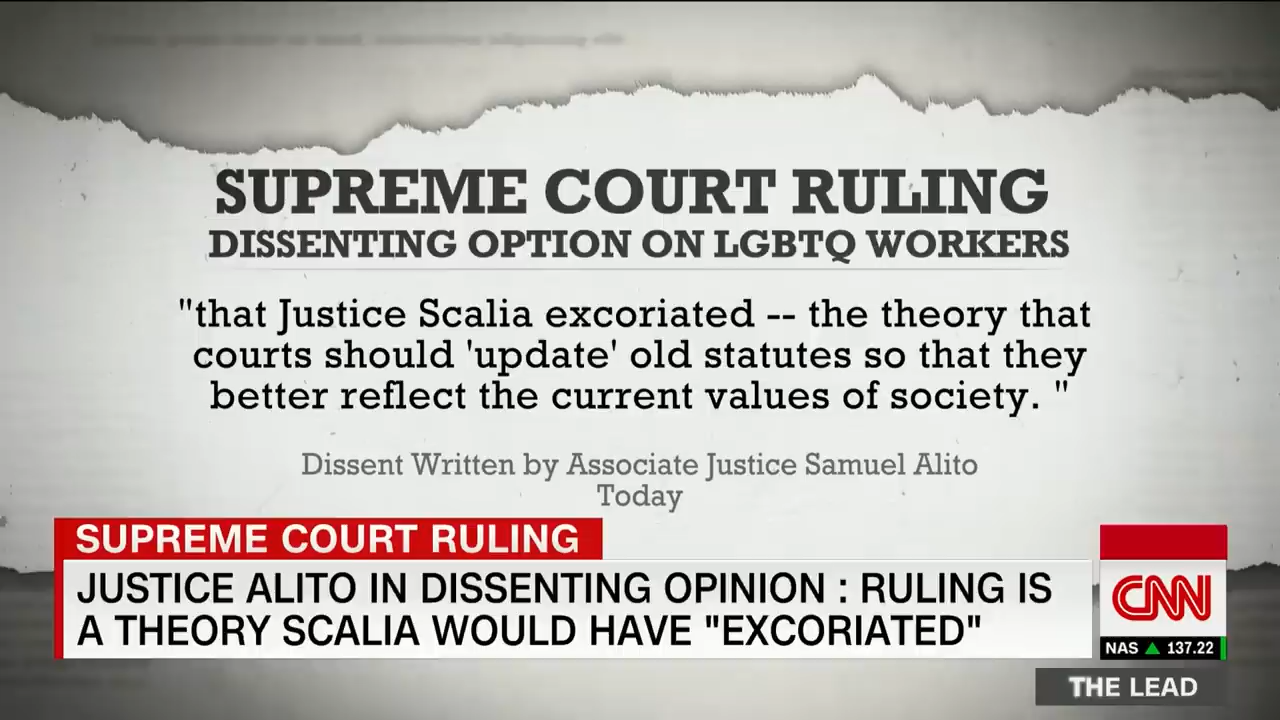 SUPREME COURT RULING
DISSENTING OPTION ON LGBTQ WORKERS
"that Justice Scalia excoriated -- the theory that
courts should 'update' old statutes so that they
better reflect the current values of society. "
Dissent Written by Associate Justice Samuel Alito
Today
SUPREME COURT RULING
JUSTICE ALITO IN DISSENTING OPINION : RULING IS
A THEORY SCALIA WOULD HAVE "EXCORIATED"
CNN
NAS ▲ 137.22
THE LEAD